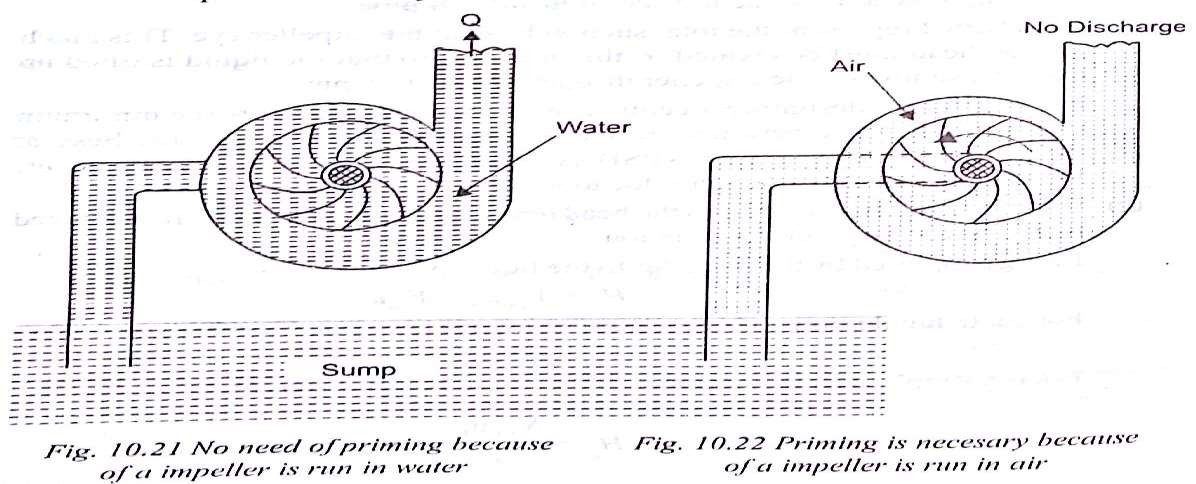 Q
Water
Sump
Fig. 10.21 No need of priming because
of a impeller is run in water
No Discharge
Air
Fig. 10.22 Priming is necesary because
of a impeller is run in air